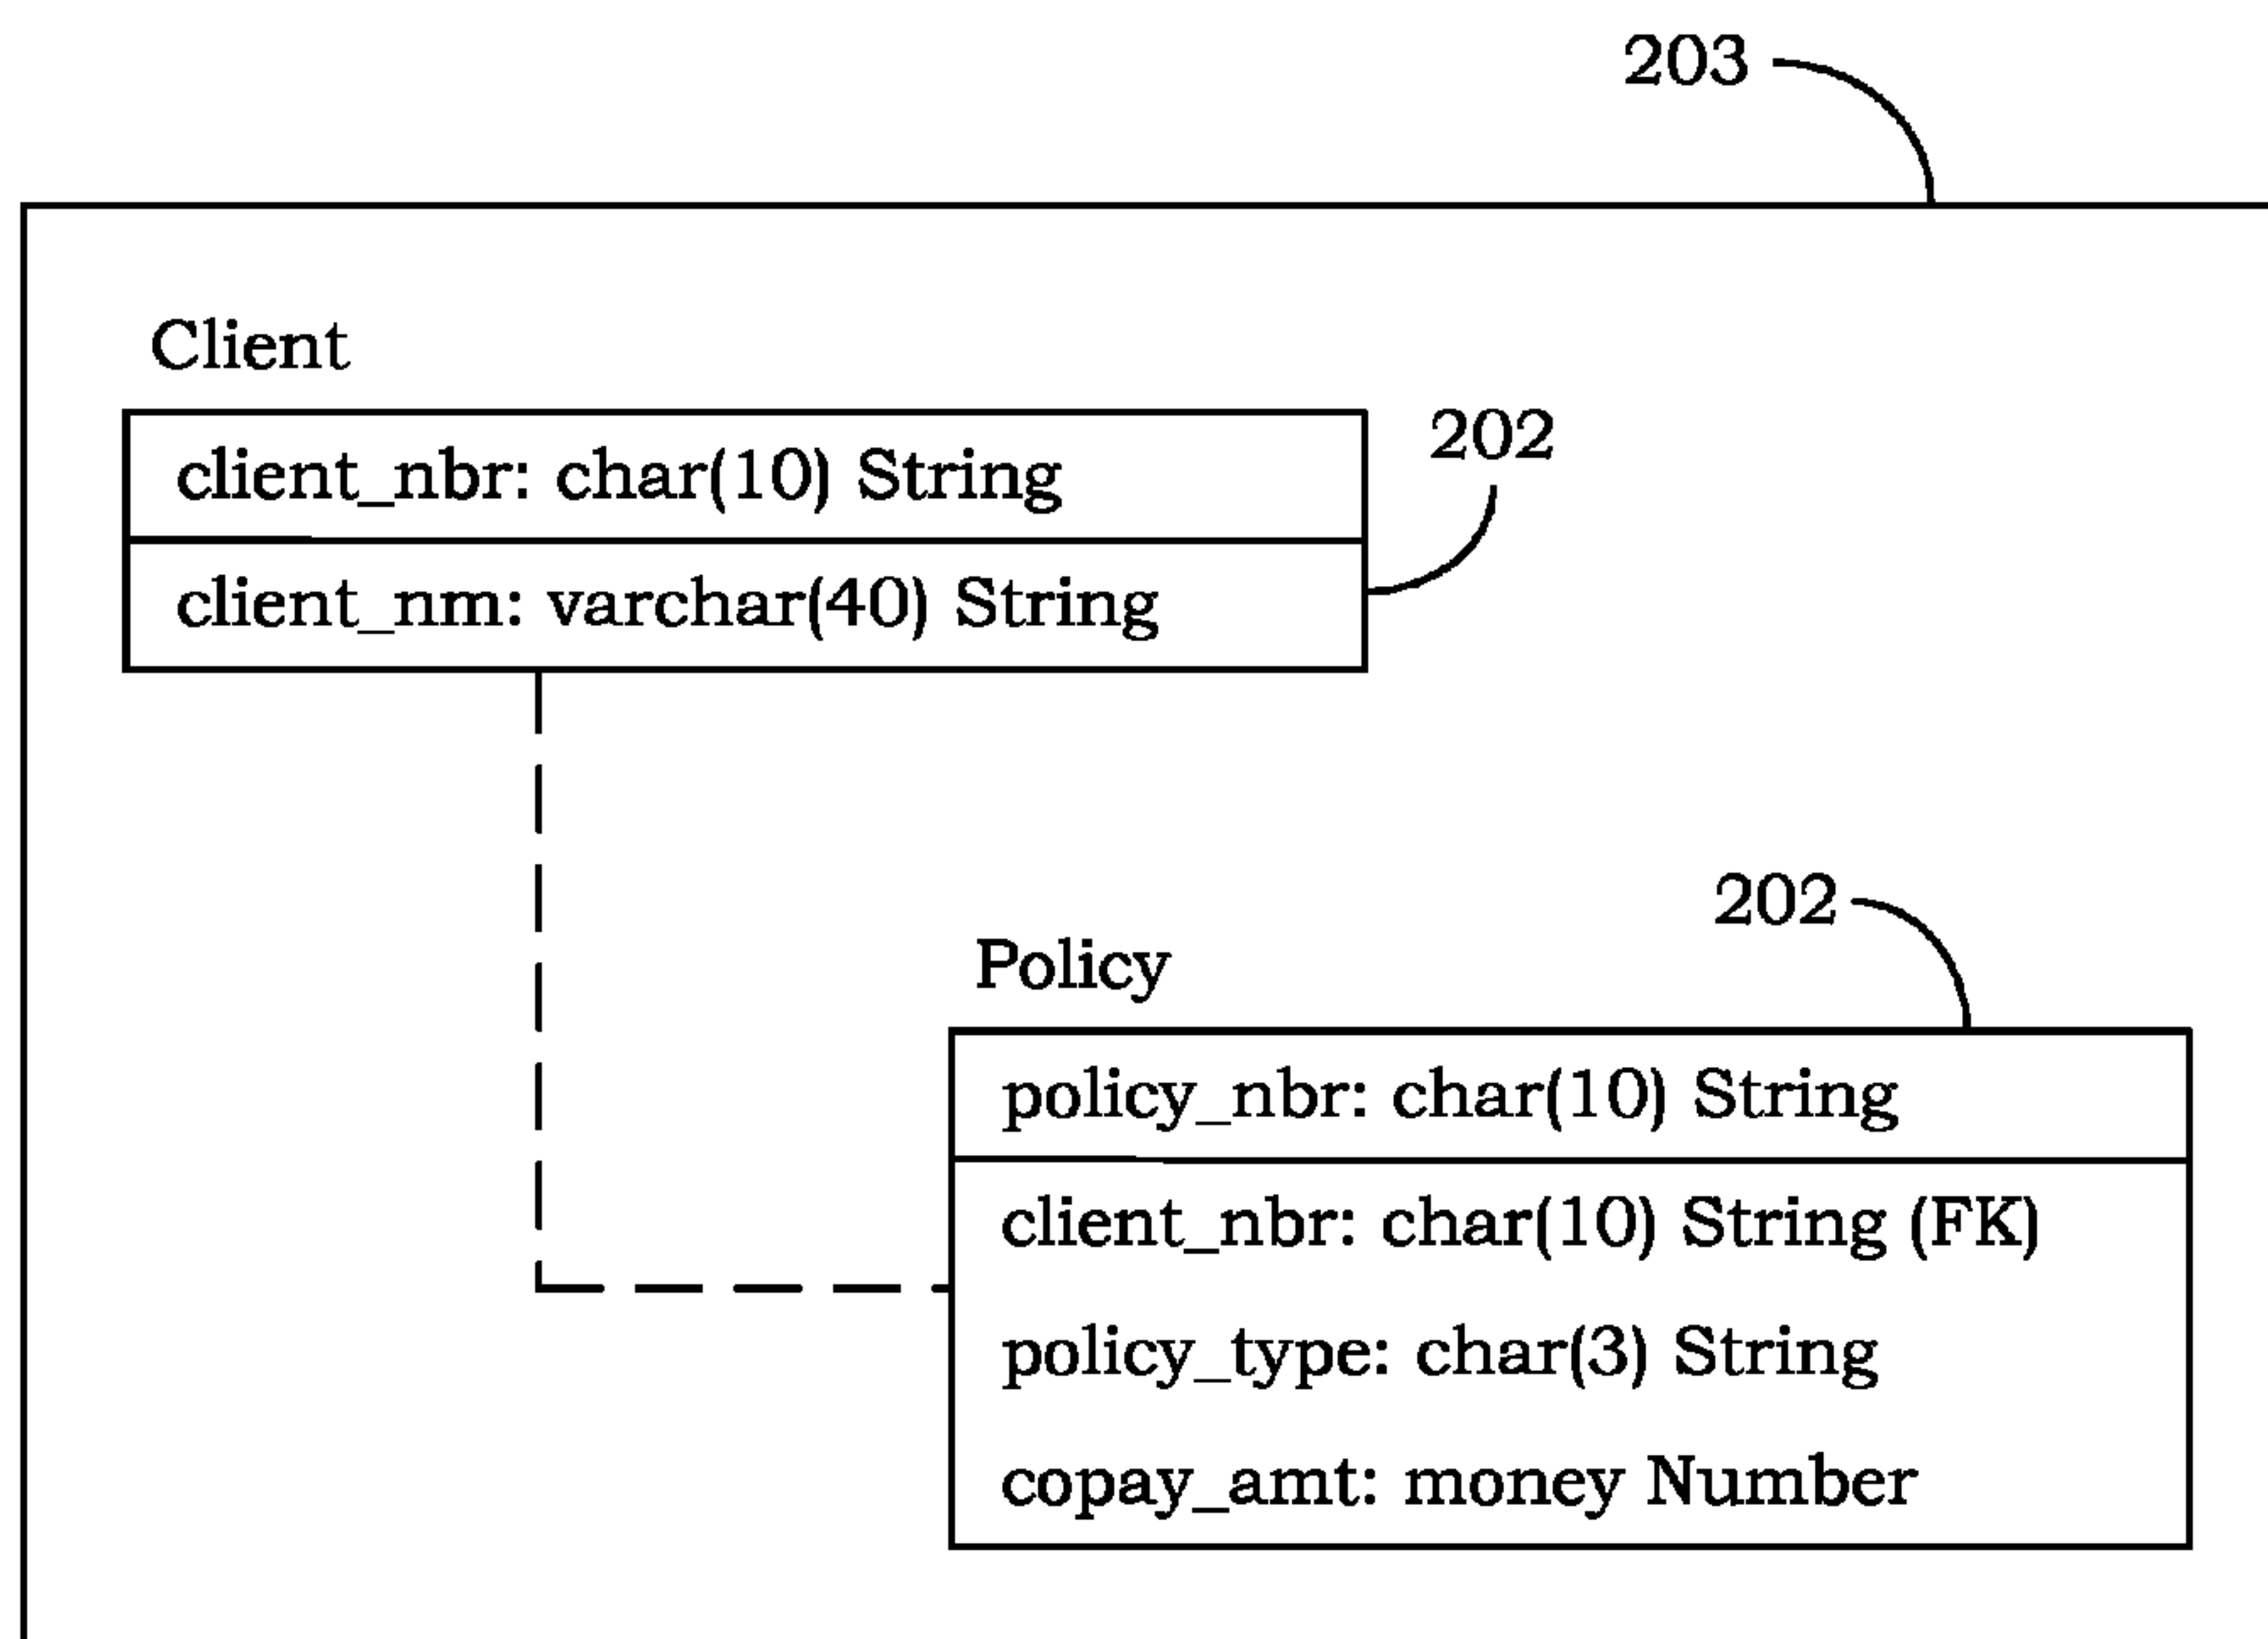 203
Client
client_nbr: char(10) String
202
client_nm: varchar(40) String
202
Policy
policy_nbr: char(10) String
client_nbr: char(10) String (FK)
policy_type: char(3) String
copay_amt: money Number